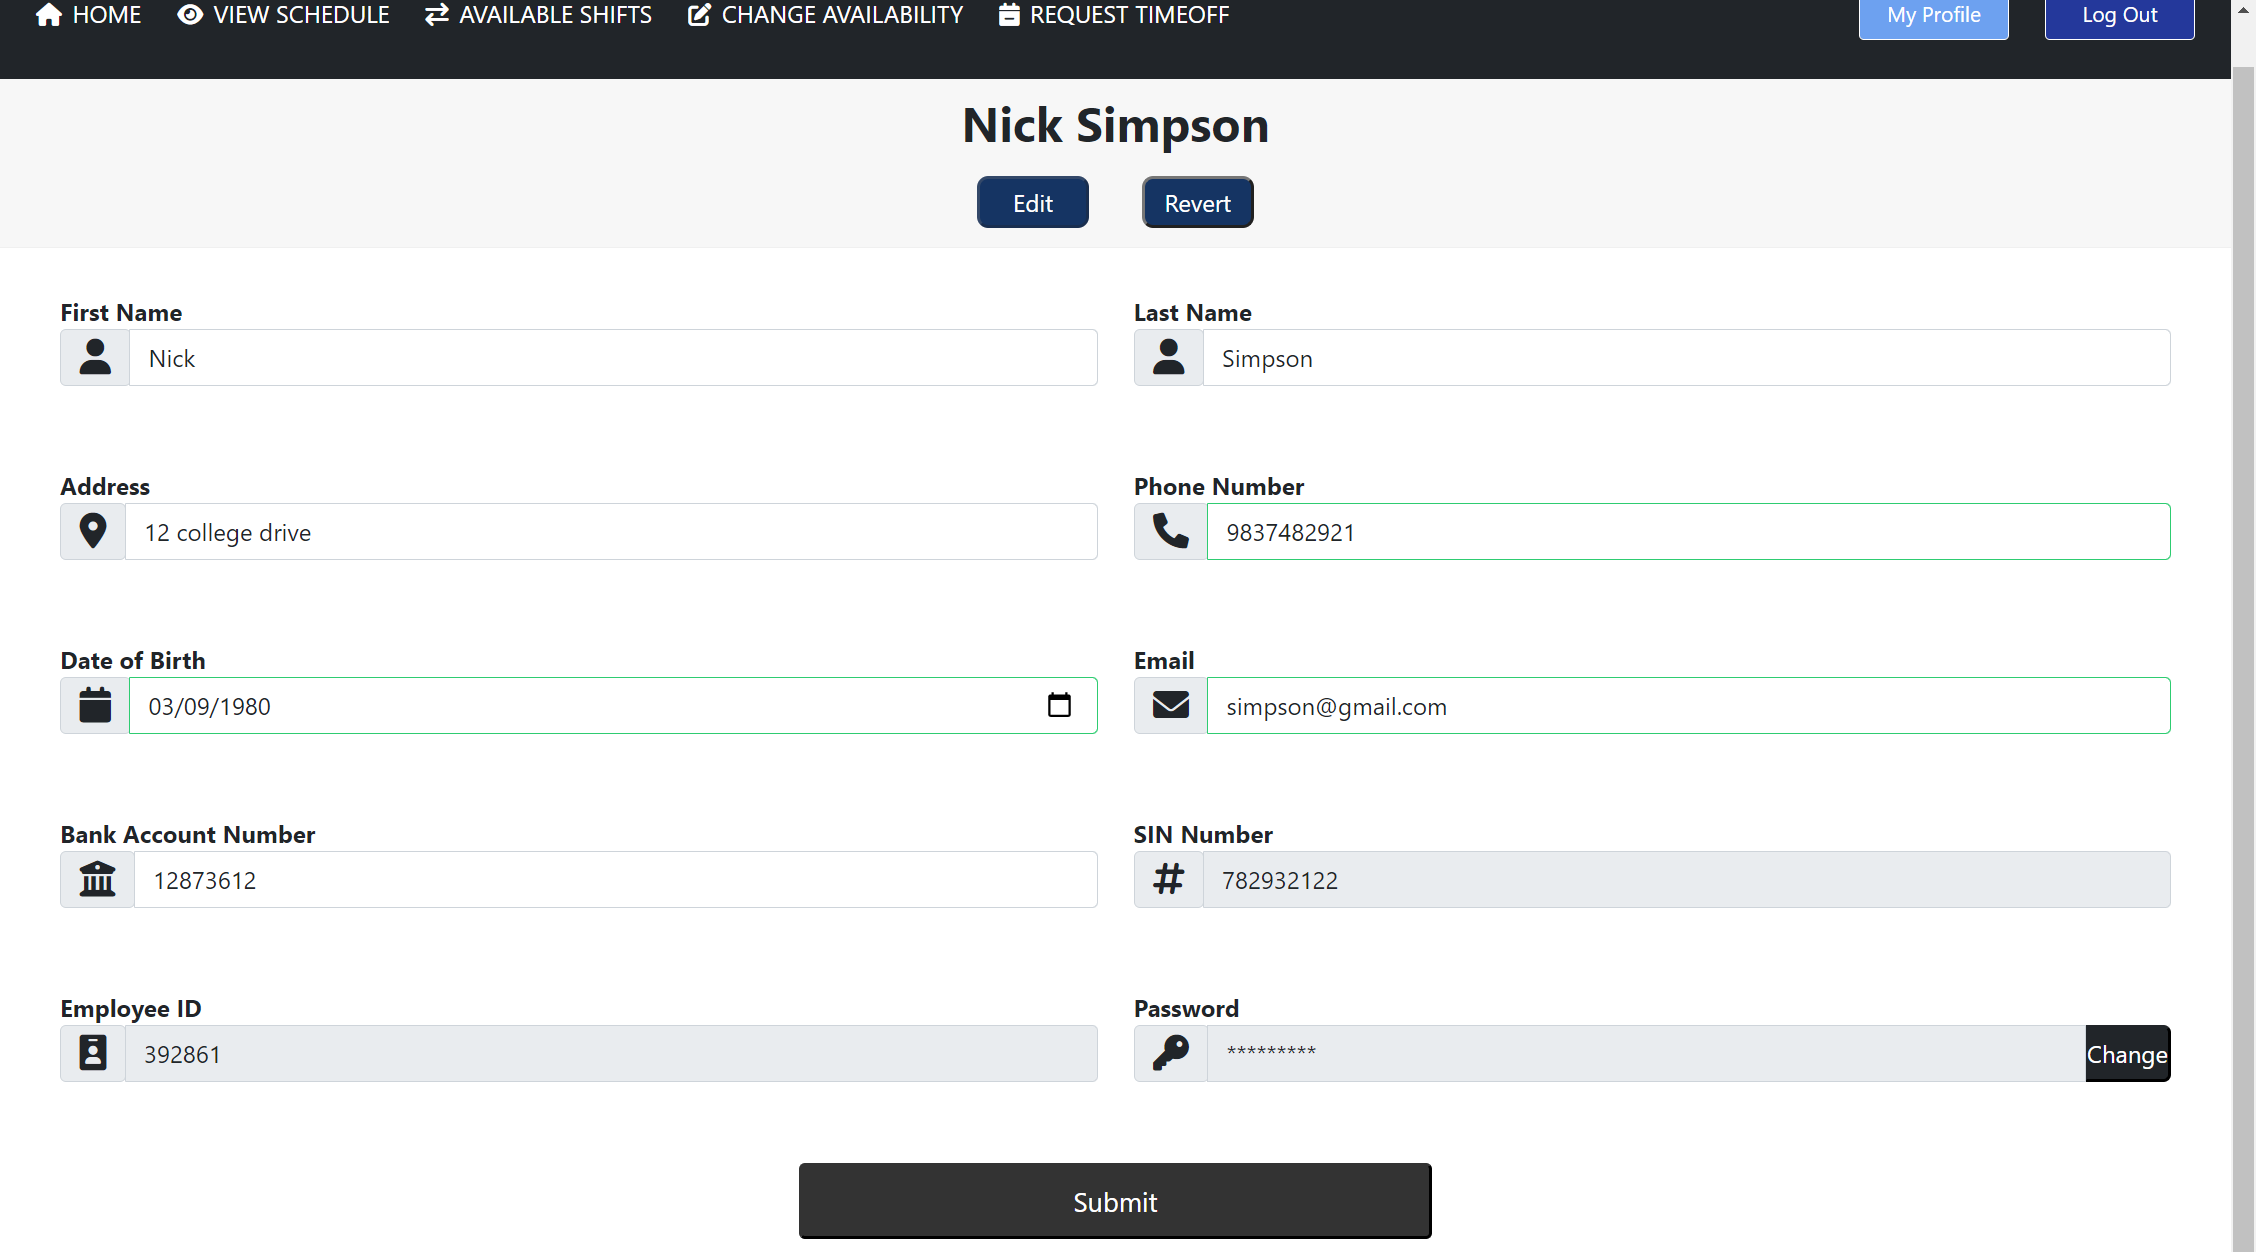 HOME VIEW SCHEDULE AVAILABLE SHIFTS CHANGE AVAILABILITY REQUEST TIMEOFF My Profile Log Out
Nick Simpson
Edit Revert
First Name Last Name
Nick Simpson
Address Phone Number
12 college drive 9837482921
Date of Birth Email
03/09/1980 simpson@gmail.com
Bank Account Number SIN Number
12873612 782932122
Employee ID Password
392861 ********* Change
Submit